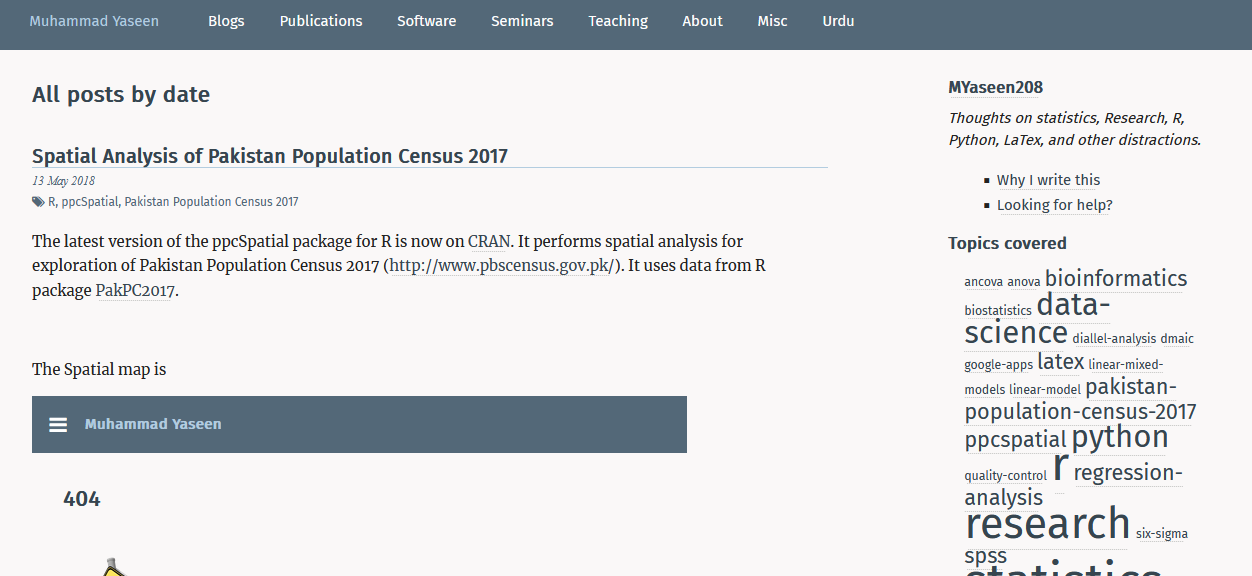 Muhammad Yaseen Blogs Publications Software Seminars Teaching About Misc Urdu
All posts by date
Spatial Analysis of Pakistan Population Census 2017
13 May 2018
R, ppcSpatial, Pakistan Population Census 2017
The latest version of the ppcSpatial package for R is now on CRAN. It performs spatial analysis for
exploration of Pakistan Population Census 2017 (http://www.pbscensus.gov.pk/). It uses data from R
package PakPC2017.
The Spatial map is
Muhammad Yaseen
404
MYaseen208
Thoughts on statistics, Research, R,
Python, LaTex, and other distractions.
Why I write this
Looking for help?
Topics covered
ancova anova bioinformatics
biostatistics data-
science diallel-analysis dmaic
google-apps latex linear-mixed-
models linear-model pakistan-
population-census-2017
ppcspatial python
quality-control r regression-
analysis
research six-sigma
spss
statistics